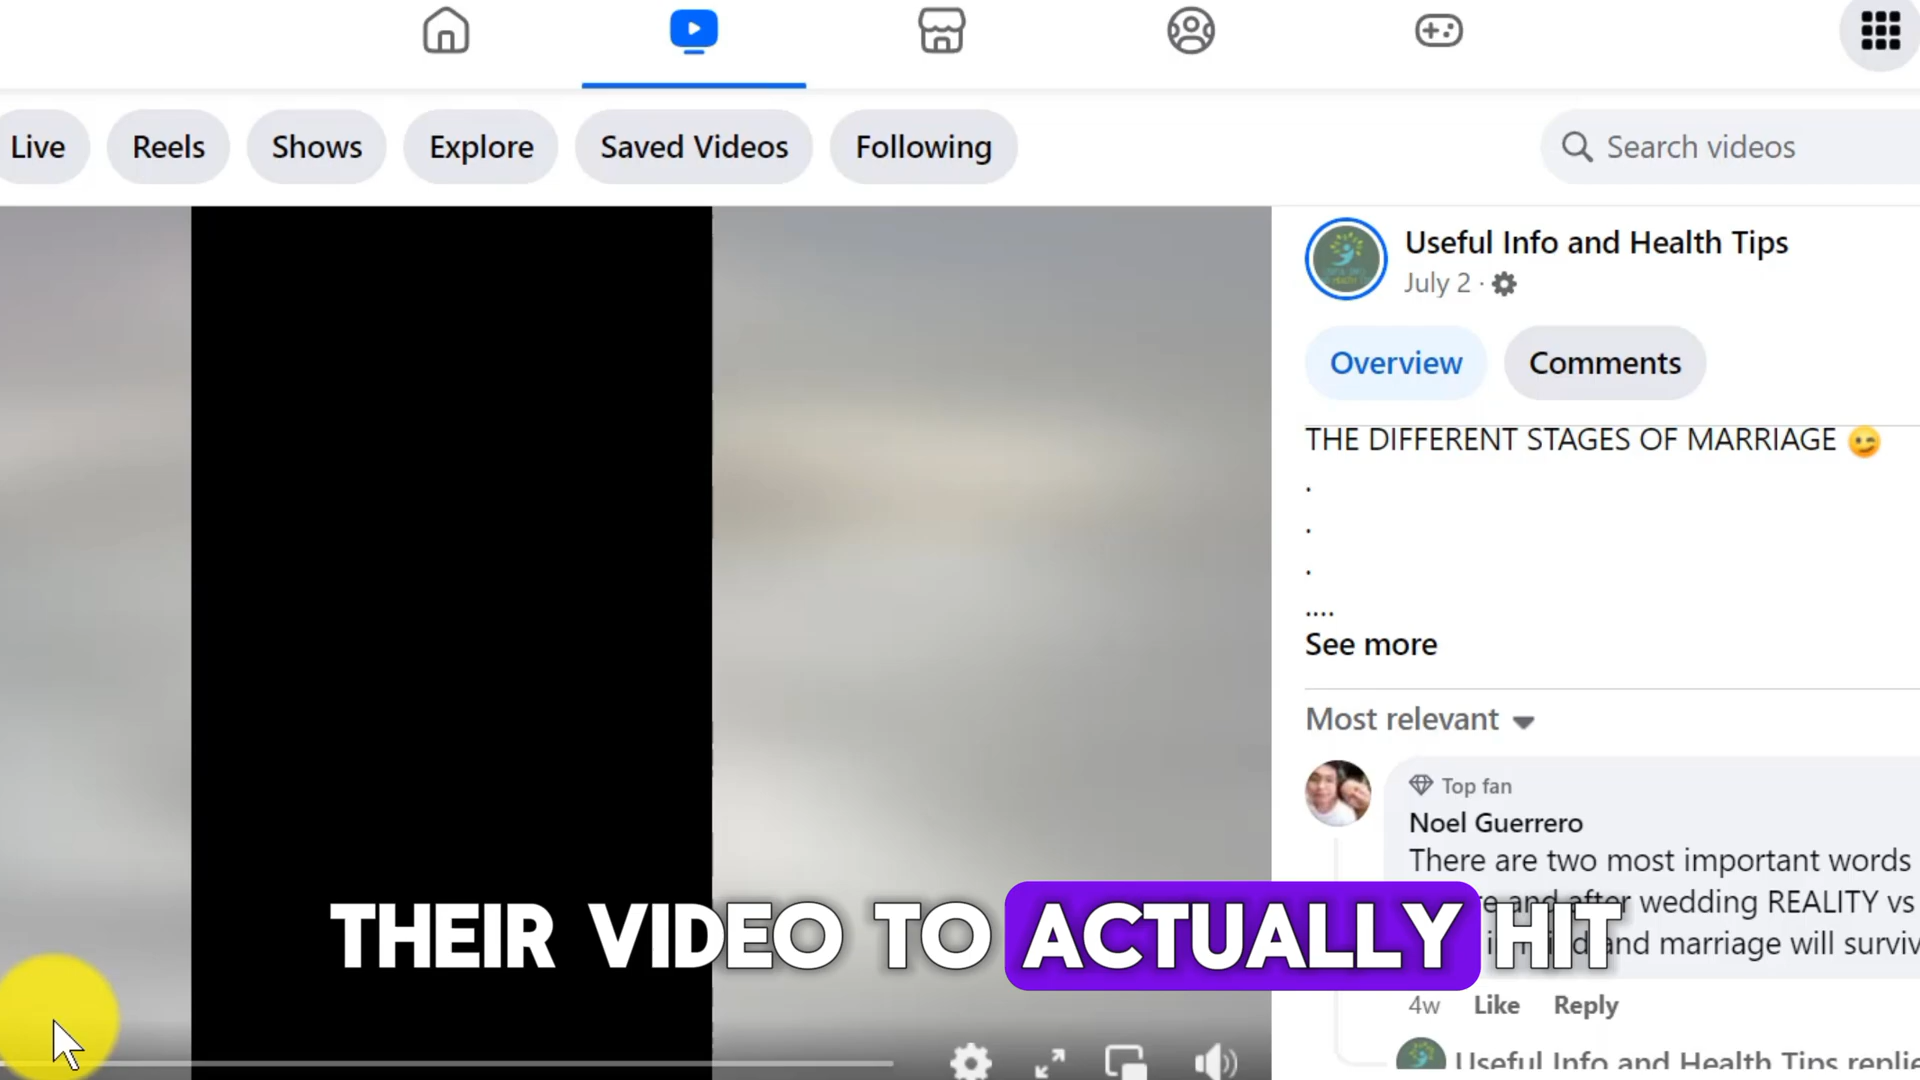 Live
Reels
Shows
Explore
Saved Videos
Following
Search videos
Useful Info and Health Tips
July 2 ·
Overview
Comments
THE DIFFERENT STAGES OF MARRIAGE 😉
.
.
.
....
See more
Most relevant
Top fan
Noel Guerrero
There are two most important words
and after wedding REALITY vs
and marriage will surviv
THEIR VIDEO TO ACTUALLY HIT
4w Like Reply
Useful Info and Health Tips replie